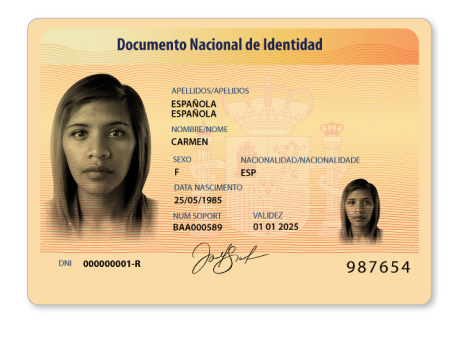 Documento Nacional de Identidad
APELLIDOS/APELIDOS
ESPAÑOLA
ESPAÑOLA
NOMBRE/NOME
CARMEN
SEXO NACIONALIDAD/NACIONALIDADE
F ESP
DATA NASCIMENTO
25/05/1985
NUM SOPORT VALIDEZ
BAA000589 01 01 2025
DNI 000000001-R
987654